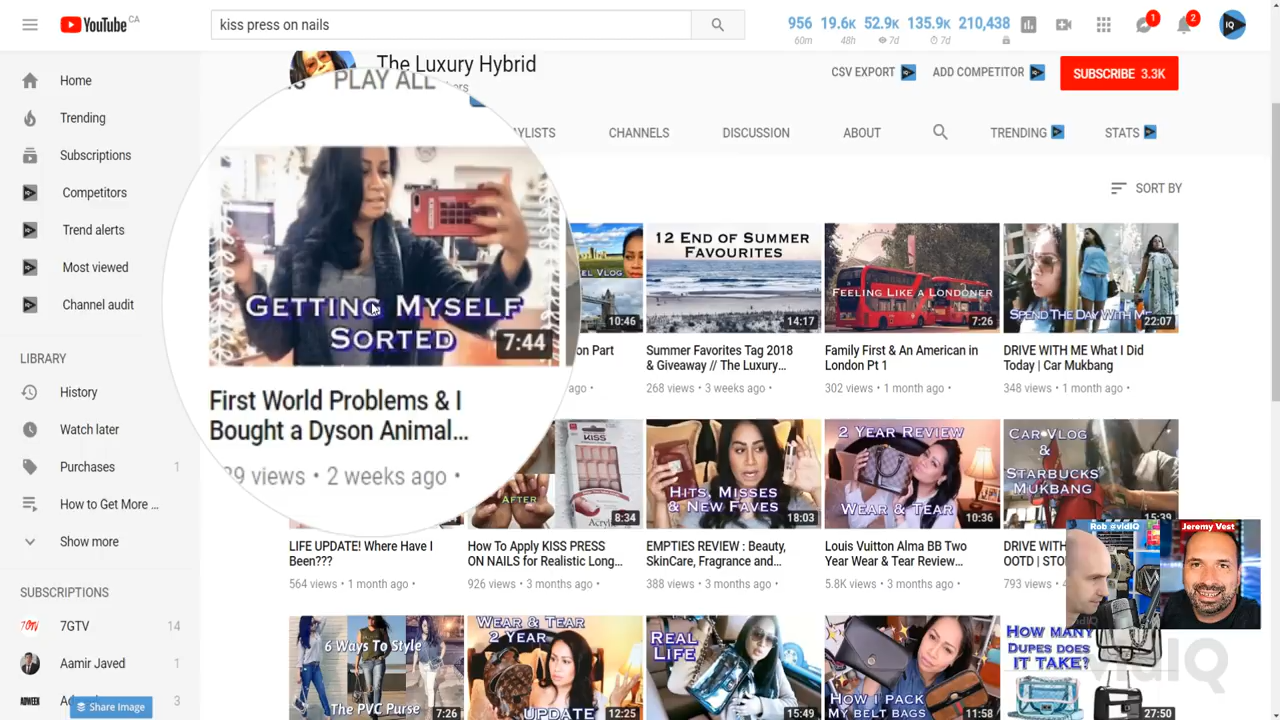 YouTube CA
kiss press on nails
956 19.6K 52.9K 135.9K 210,438
60m 48h 7d 7d
1
2
IQ
Home
Trending
Subscriptions
Competitors
Trend alerts
Most viewed
Channel audit
LIBRARY
History
Watch later
Purchases 1
How to Get More ...
Show more
SUBSCRIPTIONS
7GTV 14
Aamir Javed 1
ADWEEK 3
Share Image
The Luxury Hybrid
CSV EXPORT
ADD COMPETITOR
SUBSCRIBE 3.3K
PLAY ALL
CHANNELS
DISCUSSION
ABOUT
TRENDING
STATS
SORT BY
GETTING MYSELF
SORTED
7:44
First World Problems & I
Bought a Dyson Animal...
views • 2 weeks ago •
10:46
12 END OF SUMMER
FAVOURITES
14:17
Summer Favorites Tag 2018
& Giveaway // The Luxury...
268 views • 3 weeks ago •
FEELING LIKE A LONDONER
7:26
Family First & An American in
London Pt 1
302 views • 1 month ago •
SPEND THE DAY WITH ME
22:07
DRIVE WITH ME What I Did
Today | Car Mukbang
348 views • 1 month ago •
LIFE UPDATE! Where Have I
Been???
564 views • 1 month ago •
KISS
AFTER
8:34
How To Apply KISS PRESS
ON NAILS for Realistic Long...
926 views • 3 months ago •
HITS, MISSES
& NEW FAVES
18:03
EMPTIES REVIEW : Beauty,
SkinCare, Fragrance and...
388 views • 3 months ago •
2 YEAR REVIEW
WEAR & TEAR
10:36
Louis Vuitton Alma BB Two
Year Wear & Tear Review...
5.8K views • 3 months ago •
CAR VLOG
&
STARBUCKS
MUKBANG
15:39
DRIVE WITH
OOTD |
793 views •
Rob @vidIQ
Jeremy Vest
6 Ways To Style
The PVC Purse
7:26
WEAR & TEAR
2 YEAR
UPDATE
12:25
REAL
LIFE
15:49
HOW I PACK
MY BELT BAGS
11:58
HOW MANY
DUPES DOES
IT TAKE?
27:50
vidIQ